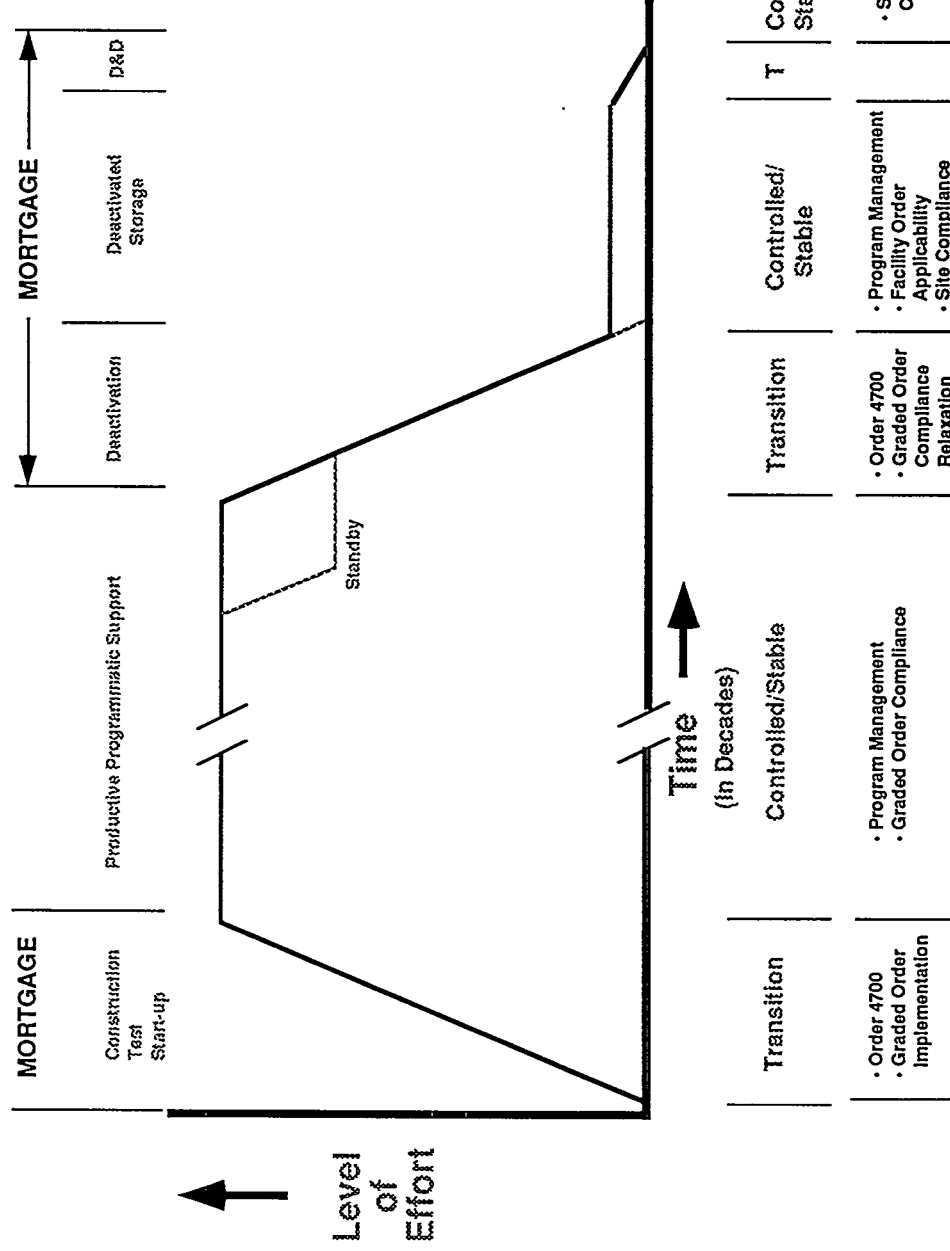 MORTGAGE
MORTGAGE
Construction
Test
Start-up
Productive Programmatic Support
Deactivation
Deactivated
Storage
D&D
Level
of
Effort
Standby
Time
(In Decades)
Transition
Controlled/Stable
Transition
Controlled/
Stable
T
• Order 4700
• Graded Order
Implementation
• Program Management
• Graded Order Compliance
• Order 4700
• Graded Order
Compliance
Relaxation
• Program Management
• Facility Order
Applicability
• Site Compliance